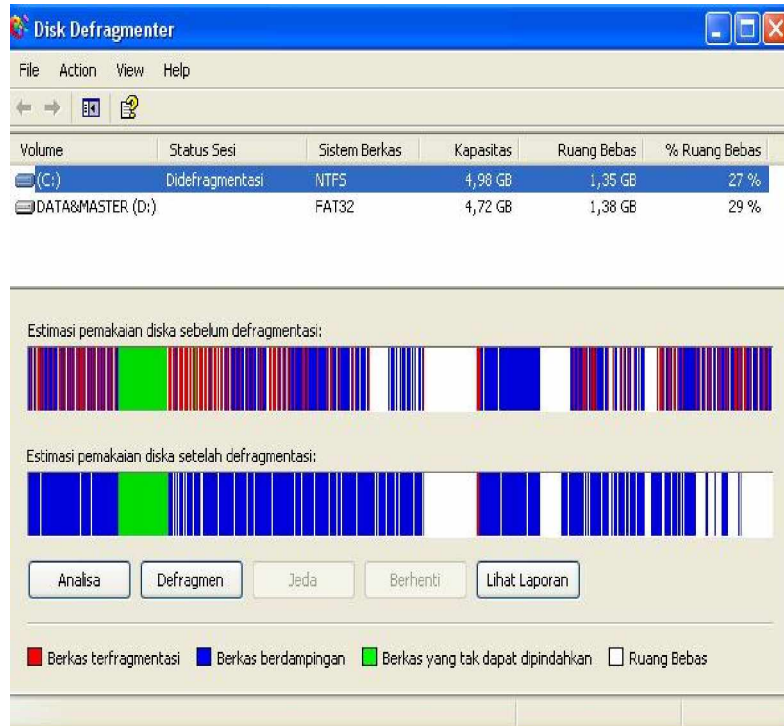 Disk Defragmenter
File Action View Help
Volume Status Sesi Sistem Berkas Kapasitas Ruang Bebas % Ruang Bebas
(C:) Didefragmentasi NTFS 4,98 GB 1,35 GB 27 %
DATA&MASTER (D:) FAT32 4,72 GB 1,38 GB 29 %
Estimasi pemakaian diska sebelum defragmentasi:
Estimasi pemakaian diska setelah defragmentasi:
Analisa Defragmen Jeda Berhenti Lihat Laporan
Berkas terfragmentasi Berkas berdampingan Berkas yang tak dapat dipindahkan Ruang Bebas